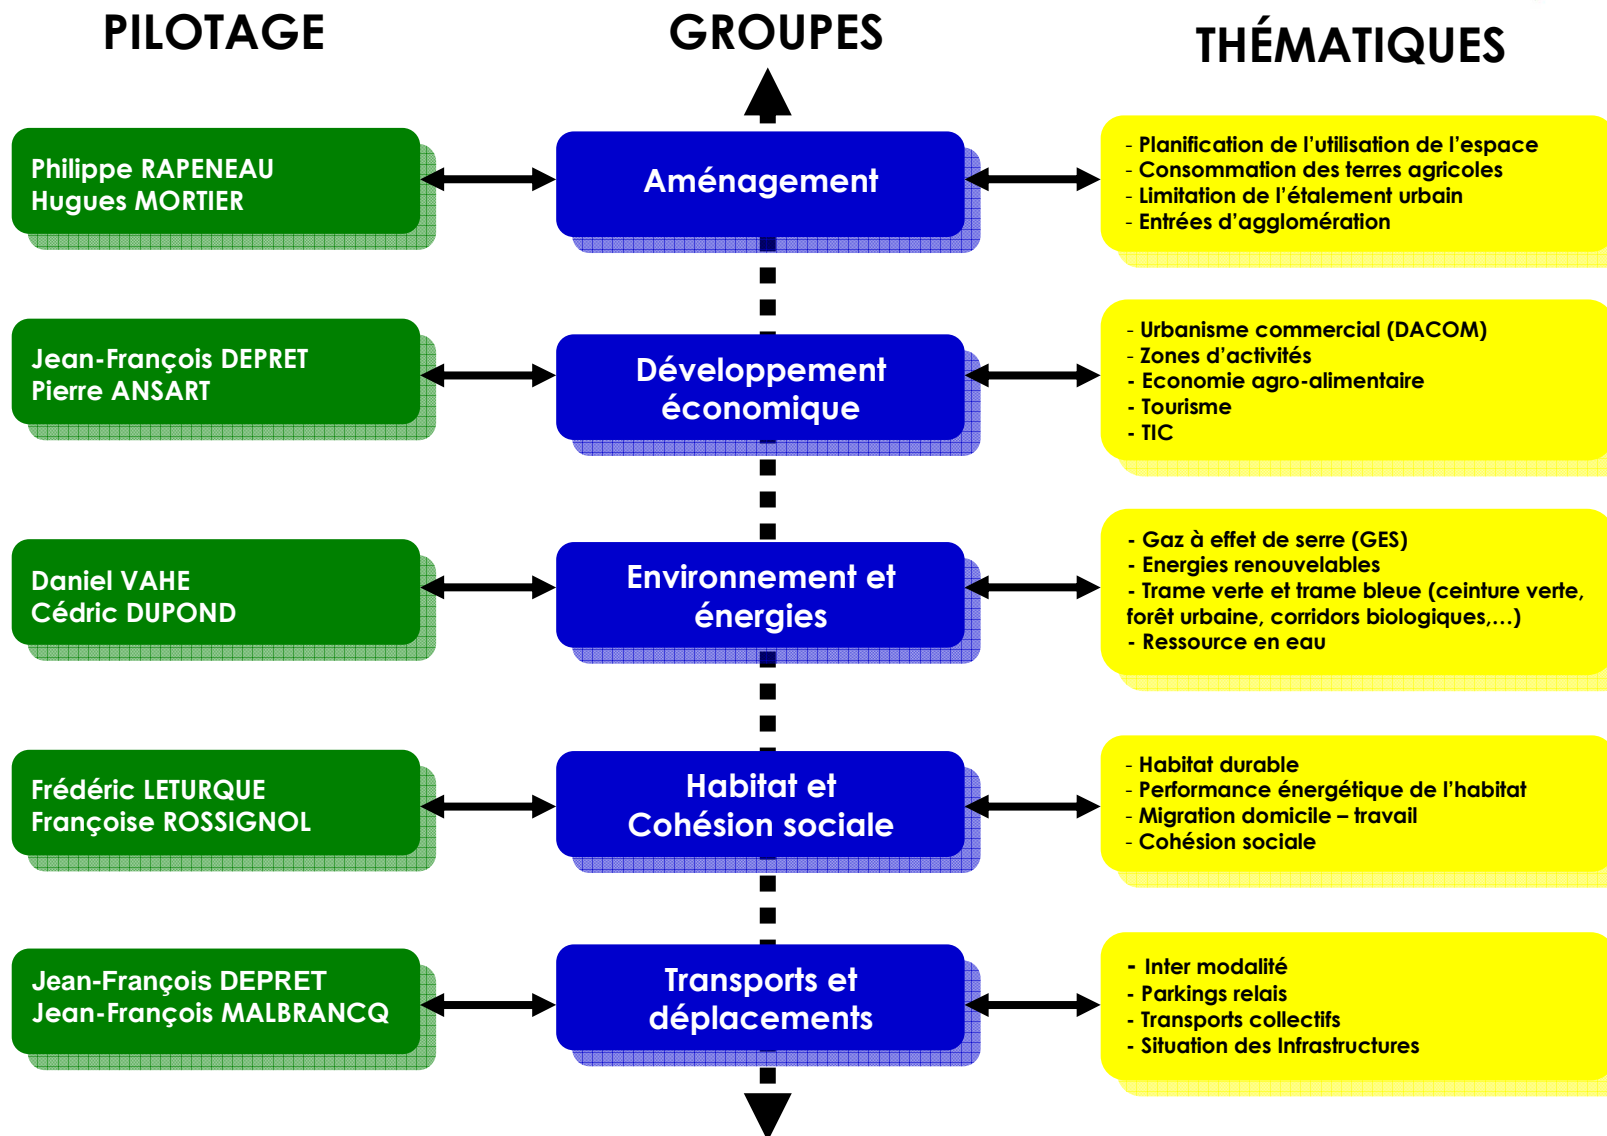 PILOTAGE
GROUPES
THÉMATIQUES
Philippe RAPENEAU
Hugues MORTIER
Aménagement
- Planification de l'utilisation de l'espace
- Consommation des terres agricoles
- Limitation de l'étalement urbain
- Entrées d'agglomération
Jean-François DEPRET
Pierre ANSART
Développement
économique
- Urbanisme commercial (DACOM)
- Zones d'activités
- Economie agro-alimentaire
- Tourisme
- TIC
Daniel VAHE
Cédric DUPOND
Environnement et
énergies
- Gaz à effet de serre (GES)
- Energies renouvelables
- Trame verte et trame bleue (ceinture verte,
forêt urbaine, corridors biologiques,…)
- Ressource en eau
Frédéric LETURQUE
Françoise ROSSIGNOL
Habitat et
Cohésion sociale
- Habitat durable
- Performance énergétique de l'habitat
- Migration domicile – travail
- Cohésion sociale
Jean-François DEPRET
Jean-François MALBRANCQ
Transports et
déplacements
- Inter modalité
- Parkings relais
- Transports collectifs
- Situation des Infrastructures